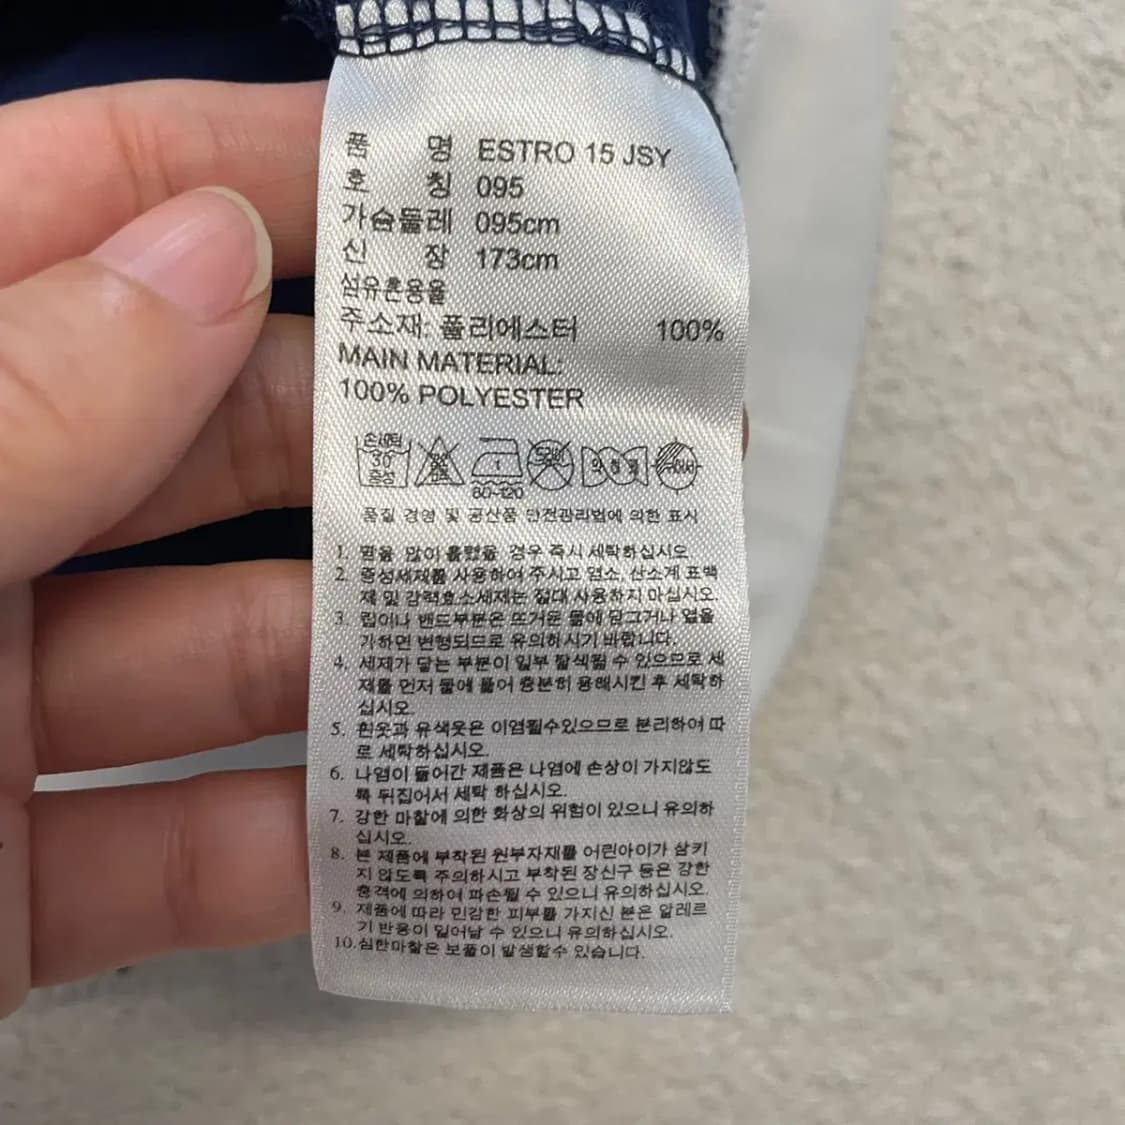 품 명 ESTRO 15 JSY
호 칭 095
가슴둘레 095cm
신 장 173cm
섬유혼용율
주소재: 폴리에스터 100%
MAIN MATERIAL:
100% POLYESTER
손세탁 30° 중성 1 80~120 드라이
품질 경영 및 공산품 안전관리법에 의한 표시
1. 땀을 많이 흘렸을 경우 즉시 세탁하십시오
2. 중성세제를 사용하여 주시고 염소, 산소계 표백
제 및 강력효소세제는 절대 사용하지 마십시오.
3. 립이나 밴드부분은 뜨거운 물에 담그거나 열을
가하면 변형되므로 유의하시기 바랍니다.
4. 세제가 닿는 부분이 일부 탈색될 수 있으므로 세
제를 먼저 물에 풀어 충분히 용해시킨 후 세탁하
십시오.
5. 흰옷과 유색옷은 이염될수있으므로 분리하여 따
로 세탁하십시오.
6. 나염이 들어간 제품은 나염에 손상이 가지않도
록 뒤집어서 세탁 하십시오.
7. 강한 마찰에 의한 화상의 위험이 있으니 유의하
십시오.
8. 본 제품에 부착된 원부자재를 어린아이가 삼키
지 않도록 주의하시고 부착된 장신구 등은 강한
충격에 의하여 파손될 수 있으니 유의하십시오.
9. 제품에 따라 민감한 피부를 가지신 분은 알레르
기 반응이 일어날 수 있으니 유의하십시오.
10.심한마찰은 보풀이 발생할수 있습니다.